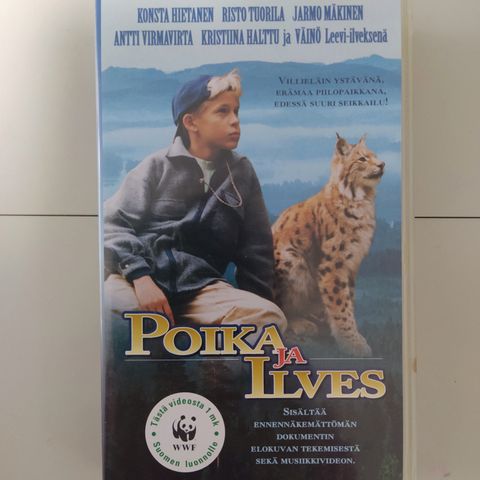 KONSTA HIETANEN RISTO TUORILA JARMO MÄKINEN
ANTTI VIRMAVIRTA KRISTIINA HALTTU ja VÄINÖ Leevi-ilveksenä
VILLIELÄIN YSTÄVÄNÄ,
ERÄMAA PIILOPAIKKANA,
EDESSÄ SUURI SEIKKAILU!
POIKA
JA
ILVES
Tästä videosta 1 mk
WWF
Suomen luonnolle
SISÄLTÄÄ
ENNENNÄKEMÄTTÖMÄN
DOKUMENTIN
ELOKUVAN TEKEMISESTÄ
SEKÄ MUSIIKKIVIDEON.